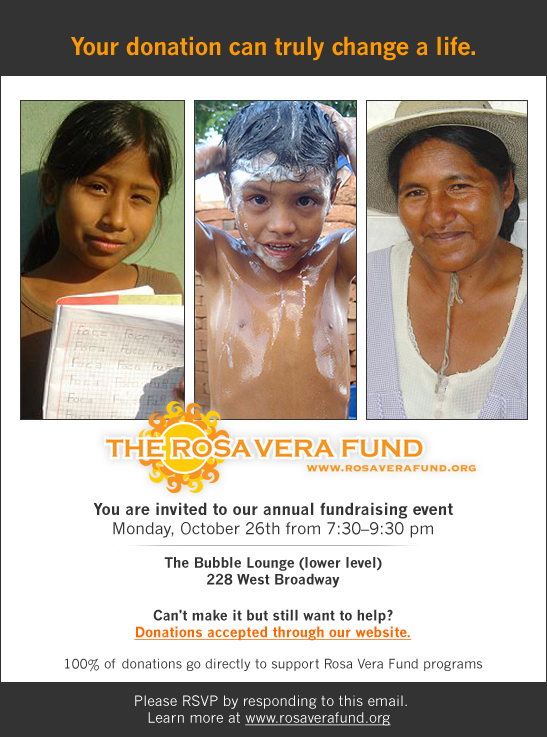 Your donation can truly change a life.
THE ROSA VERA FUND
WWW.ROSAVERAFUND.ORG
You are invited to our annual fundraising event
Monday, October 26th from 7:30–9:30 pm
The Bubble Lounge (lower level)
228 West Broadway
Can't make it but still want to help?
Donations accepted through our website.
100% of donations go directly to support Rosa Vera Fund programs
Please RSVP by responding to this email.
Learn more at www.rosaverafund.org